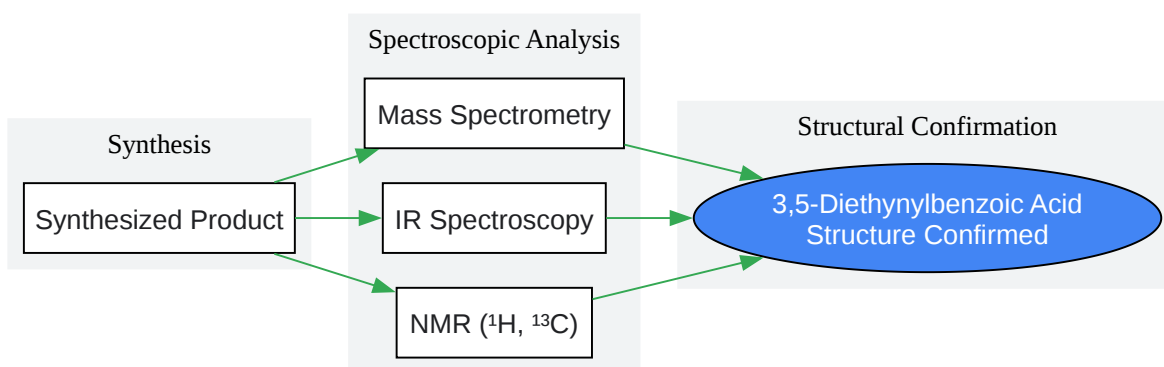 Synthesis
Synthesized Product
Spectroscopic Analysis
Mass Spectrometry
IR Spectroscopy
NMR (¹H, ¹³C)
Structural Confirmation
3,5-Diethynylbenzoic Acid
Structure Confirmed